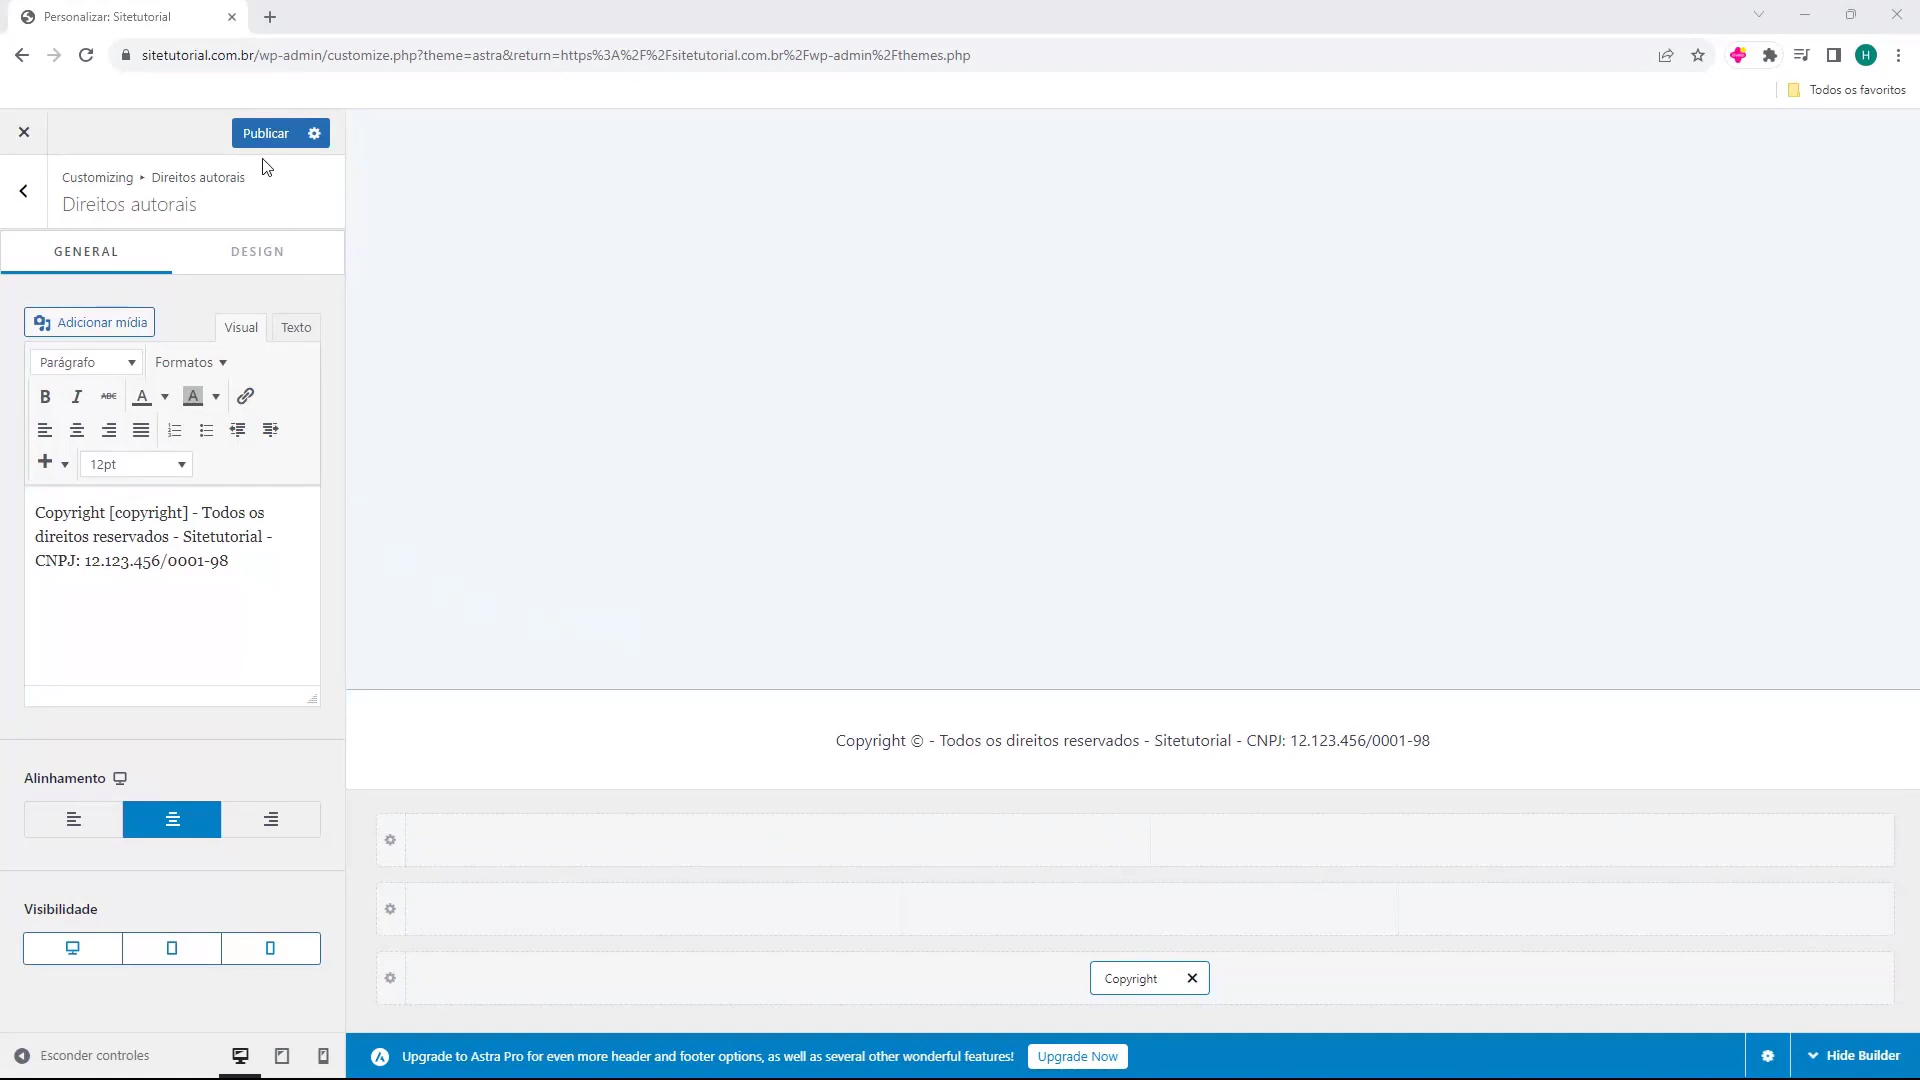 Personalizar: Sitetutorial
sitetutorial.com.br/wp-admin/customize.php?theme=astra&return=https%3A%2F%2Fsitetutorial.com.br%2Fwp-admin%2Fthemes.php
H
Todos os favoritos
Publicar
Customizing ▸ Direitos autorais
Direitos autorais
GENERAL
DESIGN
Adicionar mídia
Visual
Texto
Parágrafo
Formatos
B I ABC A A
12pt
Copyright [copyright] - Todos os
direitos reservados - Sitetutorial -
CNPJ: 12.123.456/0001-98
Copyright © - Todos os direitos reservados - Sitetutorial - CNPJ: 12.123.456/0001-98
Alinhamento
Visibilidade
Copyright
Esconder controles
Upgrade to Astra Pro for even more header and footer options, as well as several other wonderful features!
Upgrade Now
Hide Builder